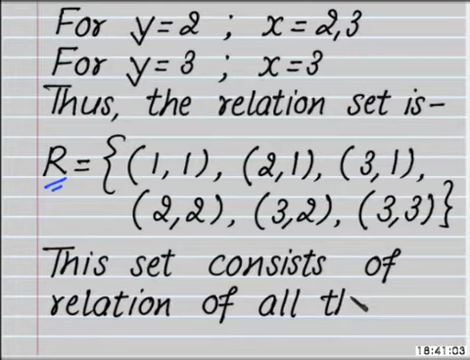 For y=2 ; x=2,3
For y=3 ; x=3
Thus, the relation set is-
R={(1,1), (2,1), (3,1),
(2,2), (3,2), (3,3)}
This set consists of
relation of all th
18:41:03